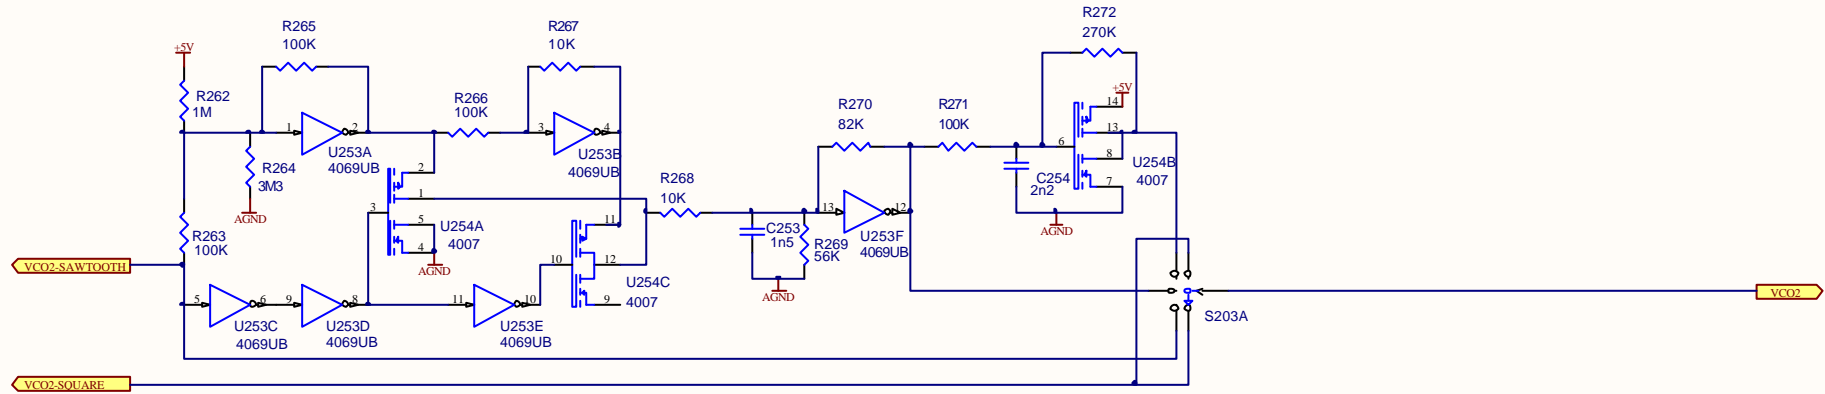 R265
100K
R267
10K
R272
270K
+5V
R262
1M
R266
100K
R270
82K
R271
100K
+5V
14
13
1
2
3
4
6
8
7
U253A
4069UB
U253B
4069UB
U254B
4007
R264
3M3
AGND
2
1
3
5
4
U254A
4007
AGND
R268
10K
C254
2n2
AGND
R263
100K
11
10
12
9
U254C
4007
C253
1n5
R269
56K
AGND
13
12
U253F
4069UB
VCO2-SAWTOOTH
5
6
9
8
11
10
U253C
4069UB
U253D
4069UB
U253E
4069UB
S203A
VCO2
VCO2-SQUARE